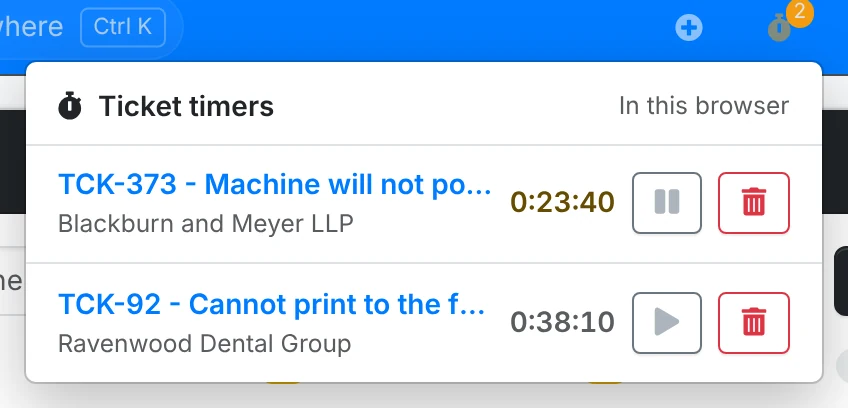 here Ctrl K
2
Ticket timers In this browser
TCK-373 - Machine will not po...
Blackburn and Meyer LLP
0:23:40
TCK-92 - Cannot print to the f...
Ravenwood Dental Group
0:38:10